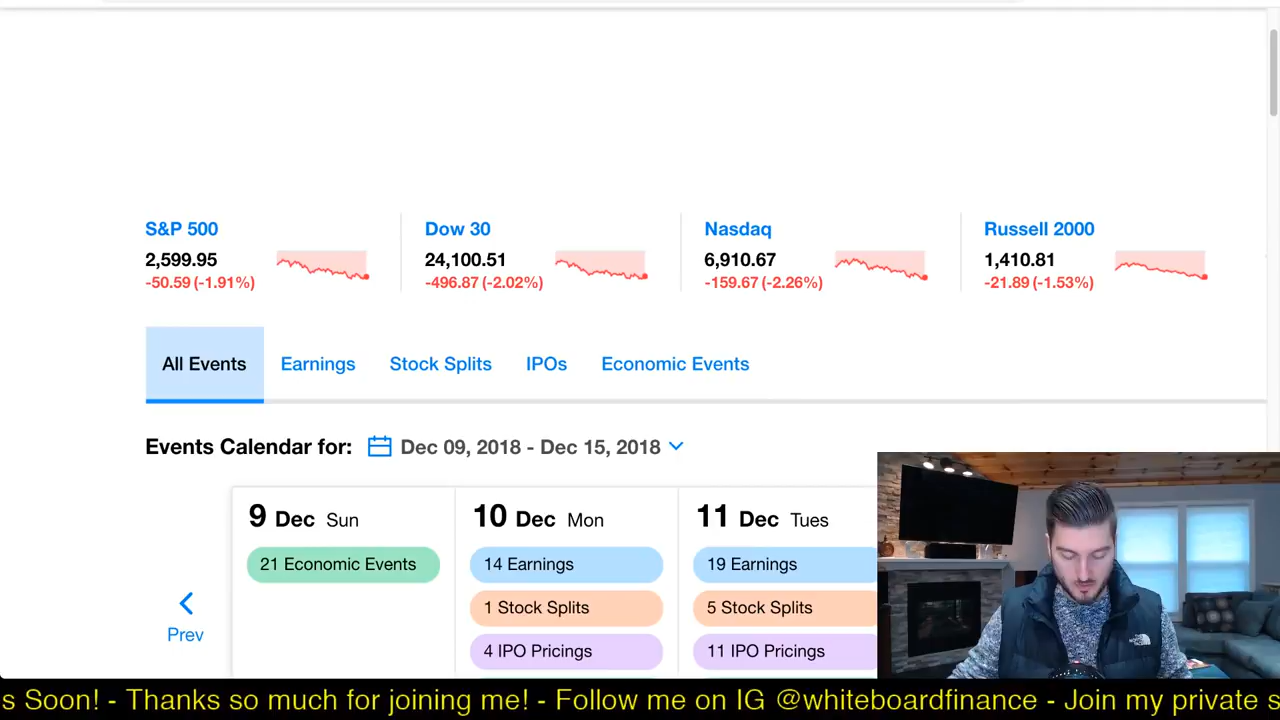 S&P 500
2,599.95
-50.59 (-1.91%)
Dow 30
24,100.51
-496.87 (-2.02%)
Nasdaq
6,910.67
-159.67 (-2.26%)
Russell 2000
1,410.81
-21.89 (-1.53%)
All Events Earnings Stock Splits IPOs Economic Events
Events Calendar for: Dec 09, 2018 - Dec 15, 2018
9 Dec Sun
21 Economic Events
10 Dec Mon
14 Earnings
1 Stock Splits
4 IPO Pricings
11 Dec Tues
19 Earnings
5 Stock Splits
11 IPO Pricings
Prev
s Soon! - Thanks so much for joining me! - Follow me on IG @whiteboardfinance - Join my private s